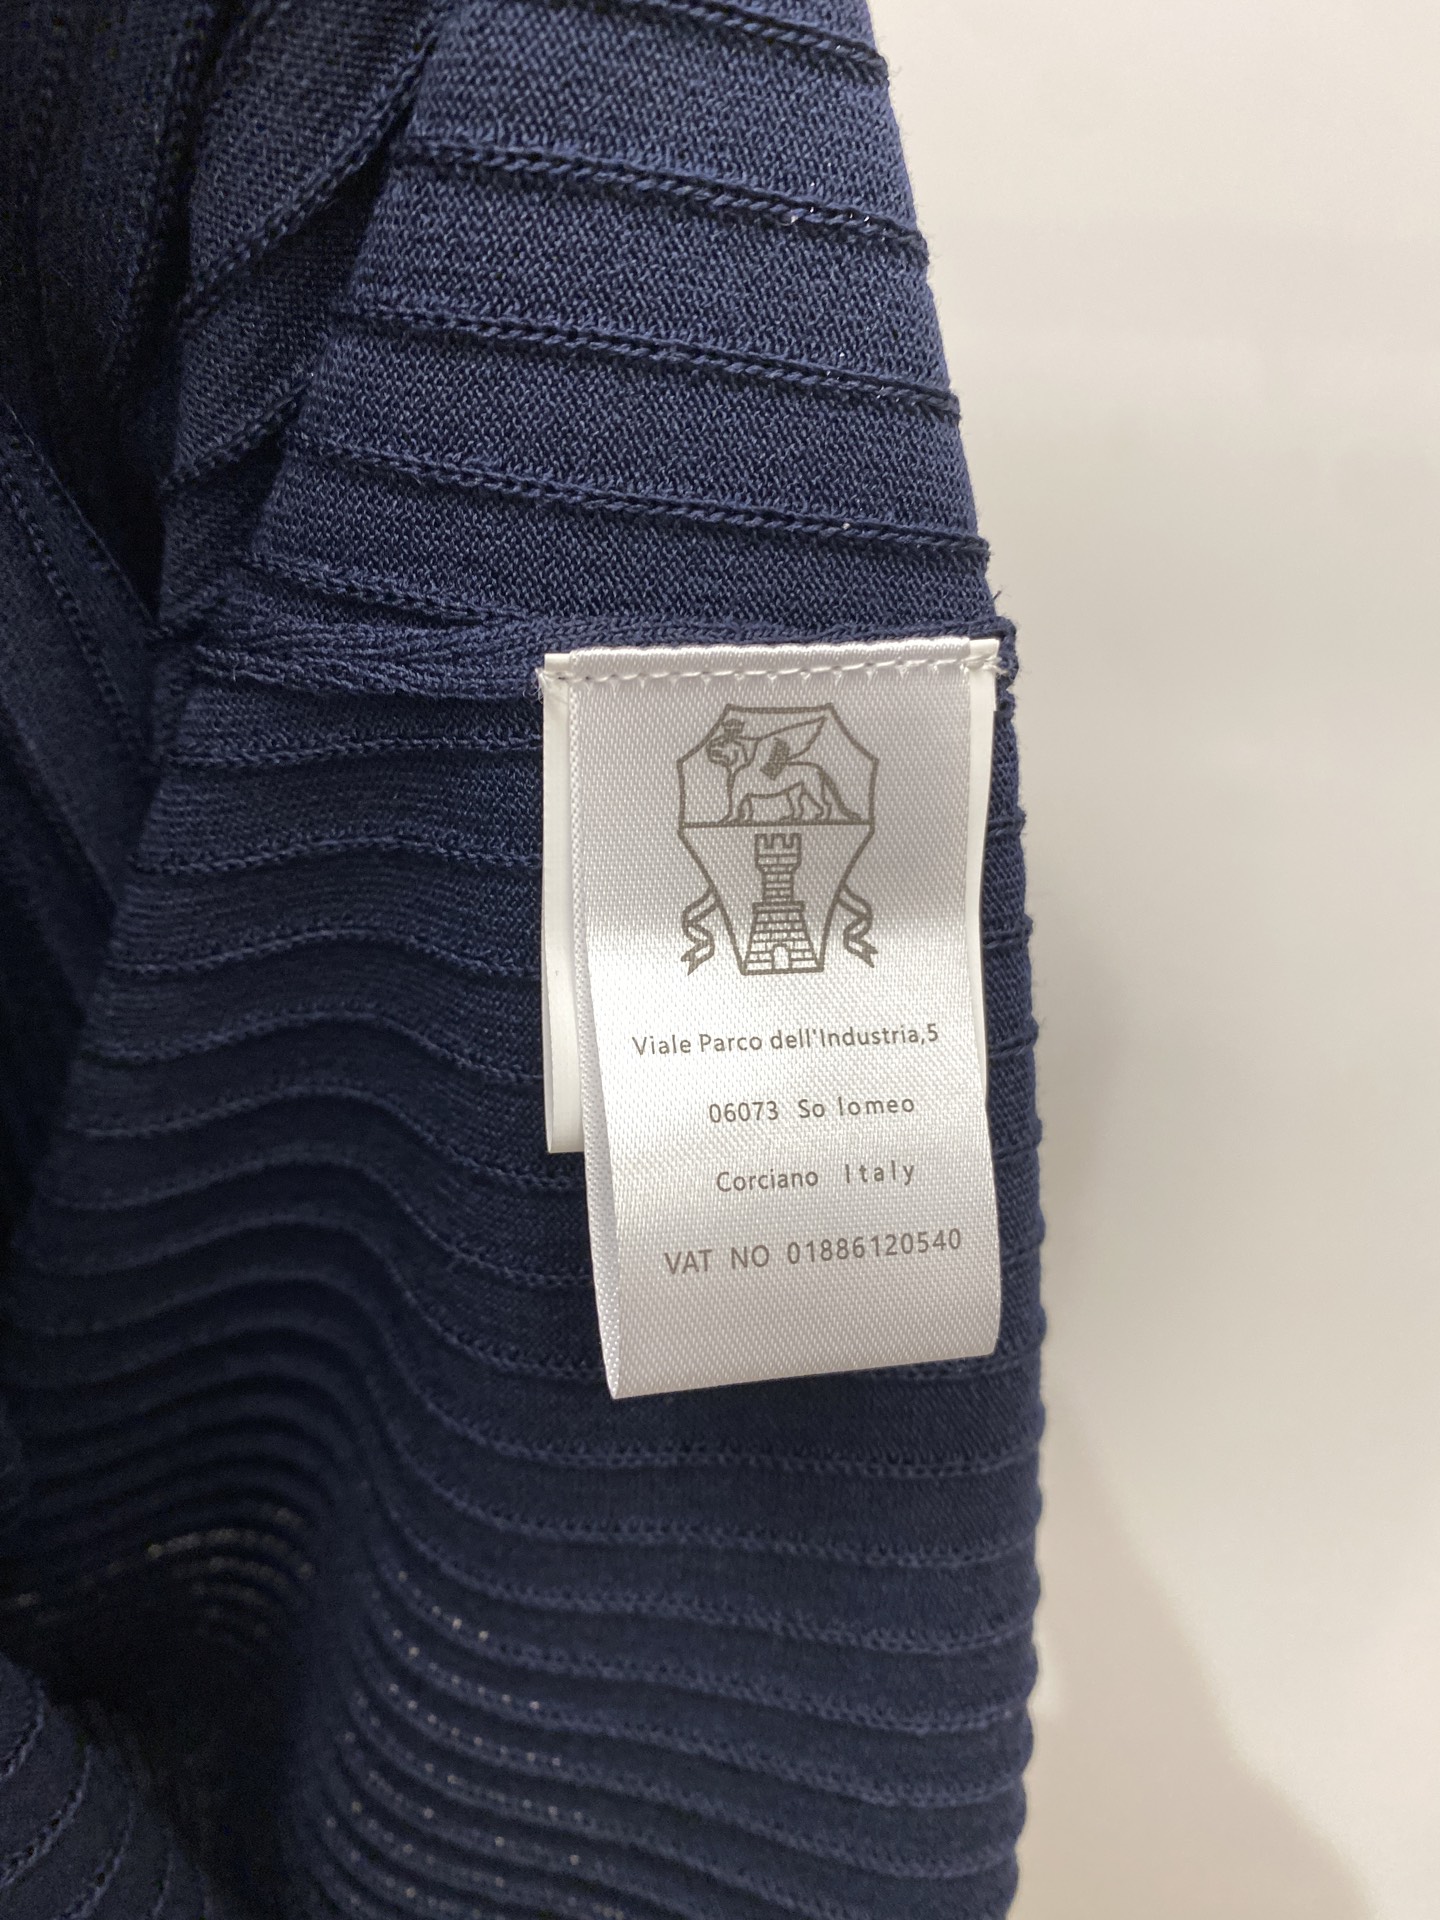 Viale Parco dell'Industria,5
06073 So lomeo
Corciano Italy
VAT NO 01886120540